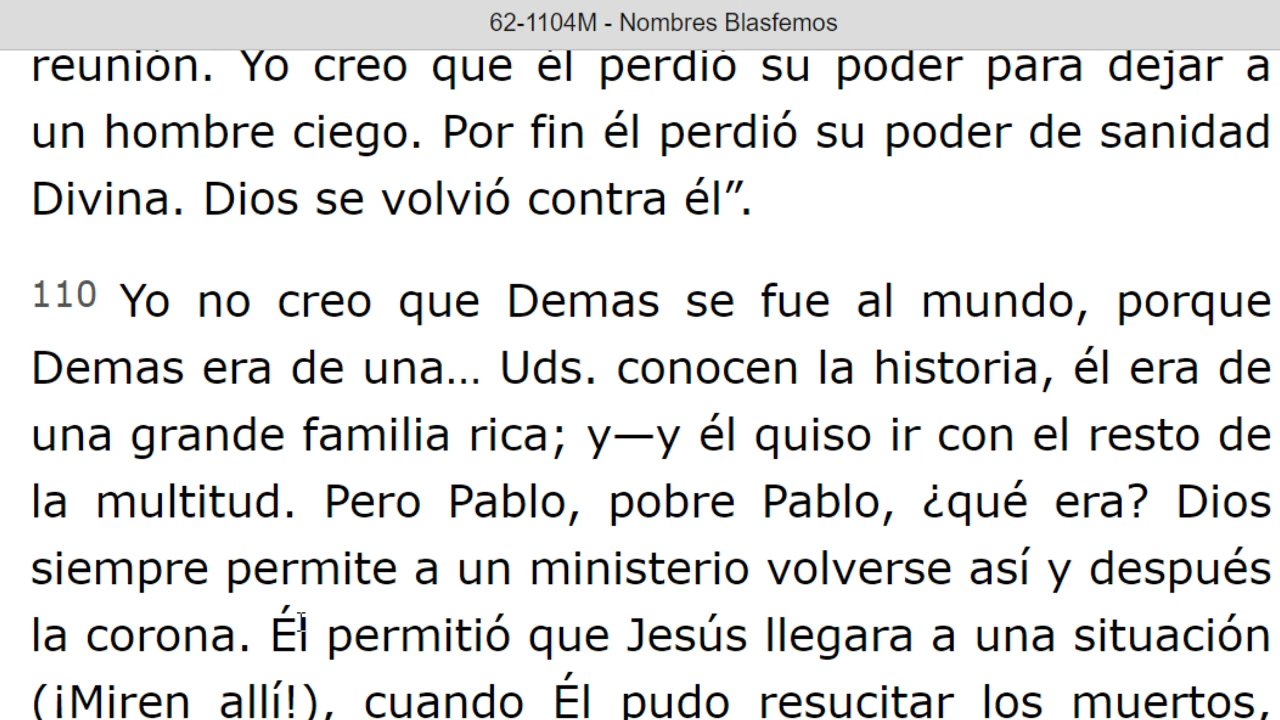 62-1104M - Nombres Blasfemos
reunión. Yo creo que él perdió su poder para dejar a
un hombre ciego. Por fin él perdió su poder de sanidad
Divina. Dios se volvió contra él”.
110 Yo no creo que Demas se fue al mundo, porque
Demas era de una… Uds. conocen la historia, él era de
una grande familia rica; y—y él quiso ir con el resto de
la multitud. Pero Pablo, pobre Pablo, ¿qué era? Dios
siempre permite a un ministerio volverse así y después
la corona. Él permitió que Jesús llegara a una situación
(¡Miren allí!), cuando Él pudo resucitar los muertos,